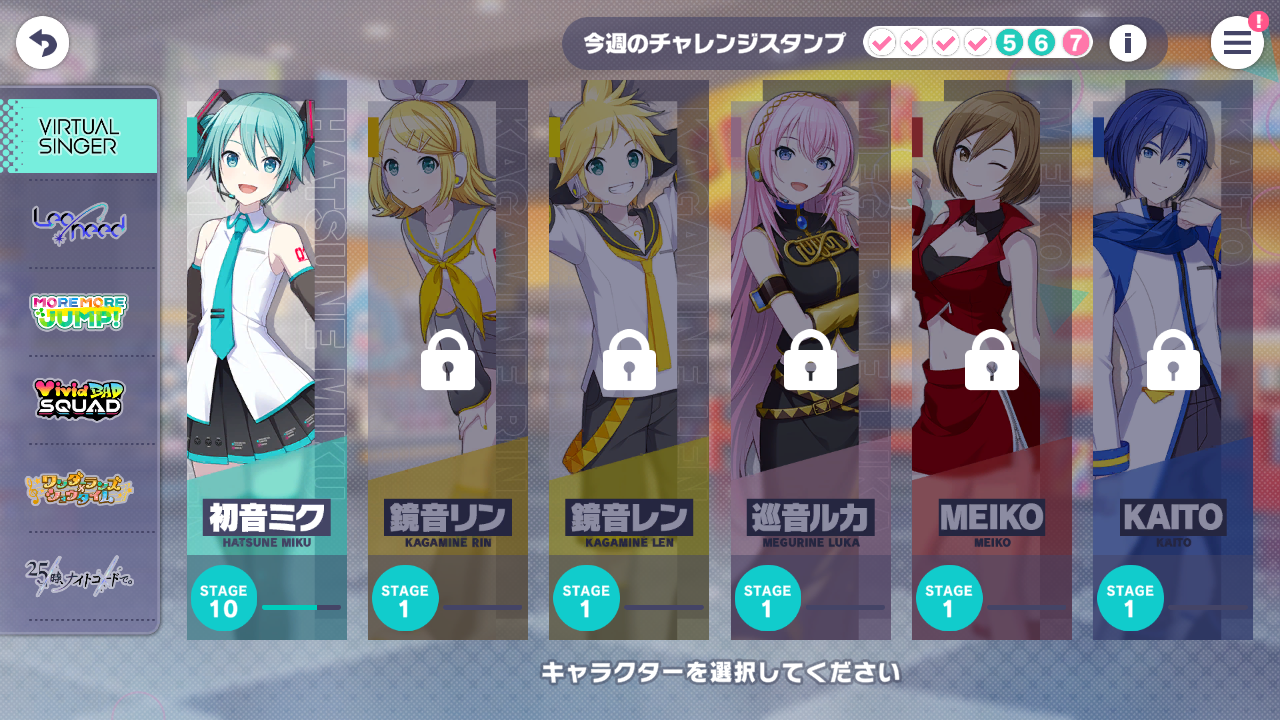 今週のチャレンジスタンプ
5 6 7
VIRTUAL
SINGER
Leo/need
MORE MORE
JUMP!
Vivid BAD
SQUAD
ワンダーランズ
×
ショウタイム
25時、ナイトコードで。
HATSUNE MIKU
KAGAMINE RIN
KAGAMINE LEN
MEGURINE LUKA
MEIKO
KAITO
初音ミク
HATSUNE MIKU
STAGE
10
鏡音リン
KAGAMINE RIN
STAGE
1
鏡音レン
KAGAMINE LEN
STAGE
1
巡音ルカ
MEGURINE LUKA
STAGE
1
MEIKO
MEIKO
STAGE
1
KAITO
KAITO
STAGE
1
キャラクターを選択してください